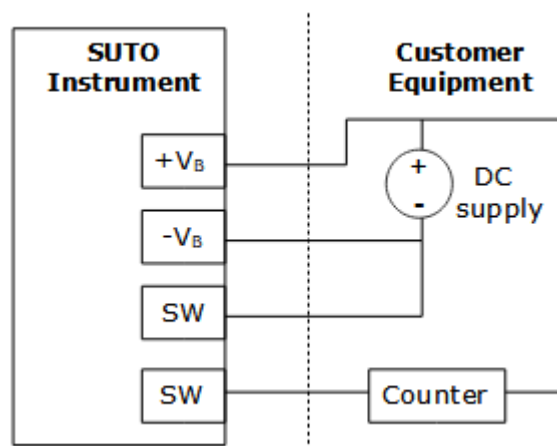 SUTO
Instrument
Customer
Equipment
+VB
+
-
DC
supply
-VB
SW
SW
Counter